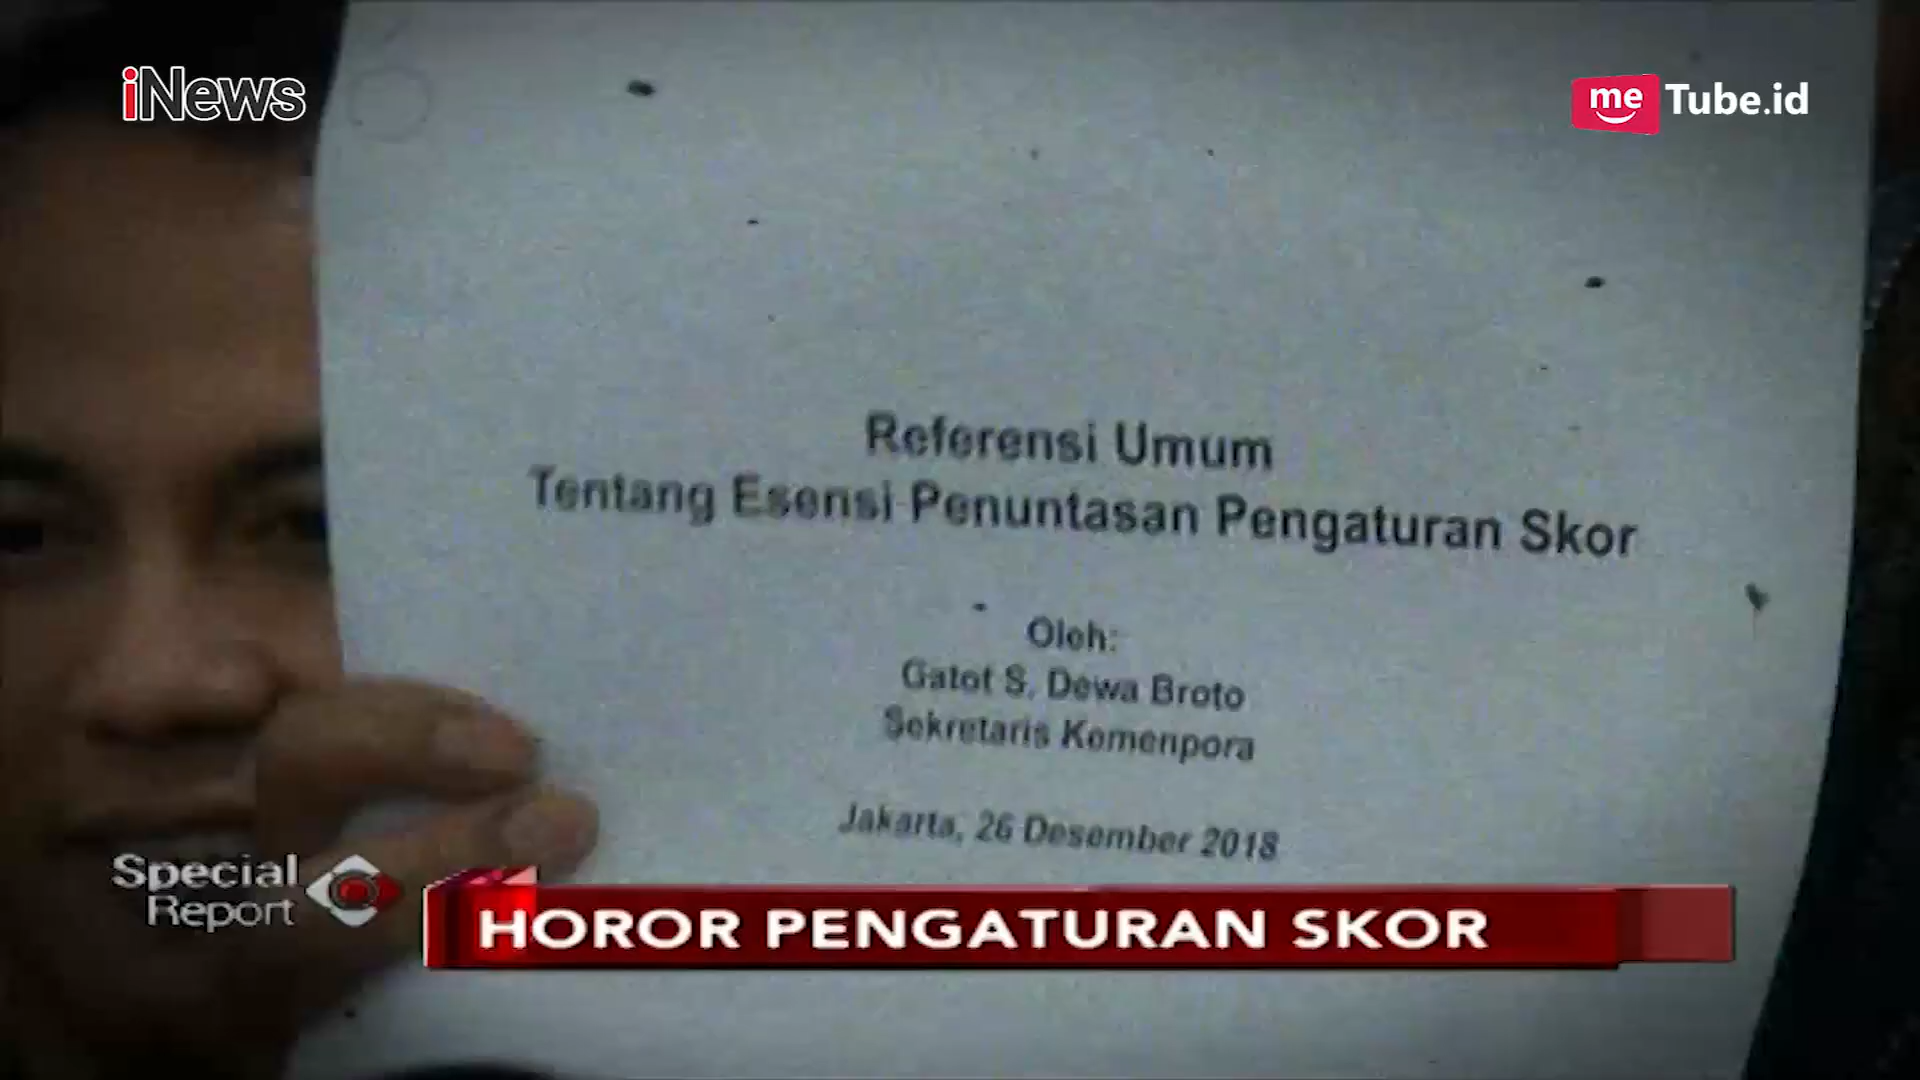 iNews
me Tube.id
Referensi Umum
Tentang Esensi Penuntasan Pengaturan Skor
Oleh:
Gatot S. Dewa Broto
Sekretaris Kemenpora
Jakarta, 26 Desember 2018
Special
Report
HOROR PENGATURAN SKOR